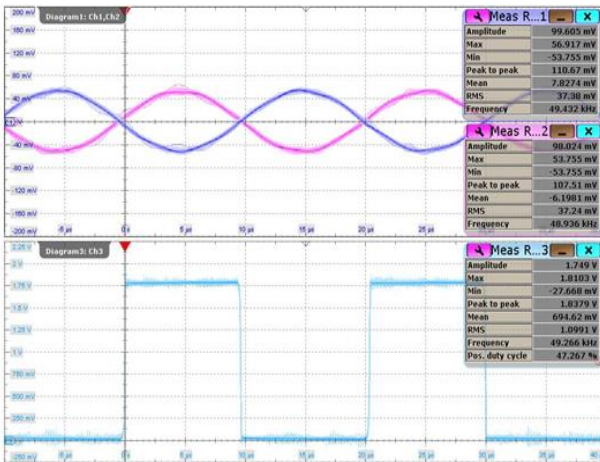 Diagram1: Ch1,Ch2
200 mV
160 mV
120 mV
80 mV
40 mV
-40 mV
-80 mV
-120 mV
-160 mV
-200 mV
-5 µs
0 s
5 µs
10 µs
15 µs
20 µs
25 µs
Meas R...1
Amplitude 99.605 mV
Max 56.917 mV
Min -53.755 mV
Peak to peak 110.67 mV
Mean 7.8274 mV
RMS 37.38 mV
Frequency 49.432 kHz
Meas R...2
Amplitude 98.024 mV
Max 53.755 mV
Min -53.755 mV
Peak to peak 107.51 mV
Mean -6.1981 mV
RMS 37.24 mV
Frequency 48.936 kHz
Diagram3: Ch3
2.25 V
2 V
1.75 V
1.5 V
1.25 V
1 V
750 mV
500 mV
250 mV
-250 mV
-5 µs
0 s
5 µs
10 µs
15 µs
20 µs
25 µs
30 µs
35 µs
Meas R...3
Amplitude 1.749 V
Max 1.8103 V
Min -27.668 mV
Peak to peak 1.8379 V
Mean 694.62 mV
RMS 1.0991 V
Frequency 49.266 kHz
Pos. duty cycle 47.267 %